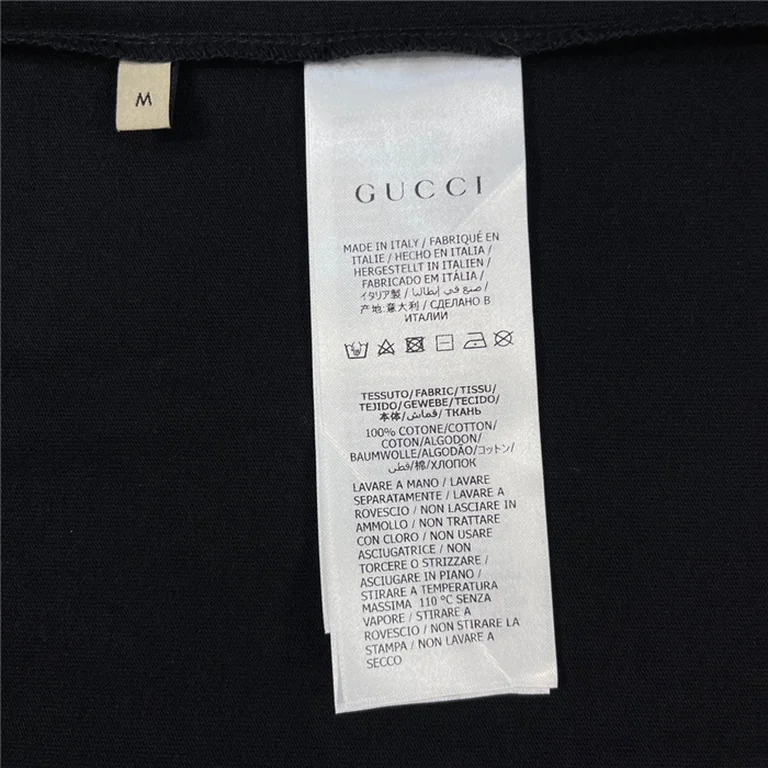 M
GUCCI
MADE IN ITALY / FABRIQUÉ EN
ITALIE / HECHO EN ITALIA /
HERGESTELLT IN ITALIEN /
FABRICADO EM ITÁLIA /
イタリア製 / صنع في إيطاليا /
产地:意大利 / СДЕЛАНО В
ИТАЛИИ
TESSUTO/FABRIC/TISSU/
TEJIDO/GEWEBE/TECIDO/
本体/قماش/ ТКАНЬ
100% COTONE/COTTON/
COTON/ALGODON/
BAUMWOLLE/ALGODÃO/コットン/
قطن/棉/ХЛОПОК
LAVARE A MANO / LAVARE
SEPARATAMENTE / LAVARE A
ROVESCIO / NON LASCIARE IN
AMMOLLO / NON TRATTARE
CON CLORO / NON USARE
ASCIUGATRICE / NON
TORCERE O STRIZZARE /
ASCIUGARE IN PIANO /
STIRARE A TEMPERATURA
MASSIMA 110 °C SENZA
VAPORE / STIRARE A
ROVESCIO / NON STIRARE LA
STAMPA / NON LAVARE A
SECCO